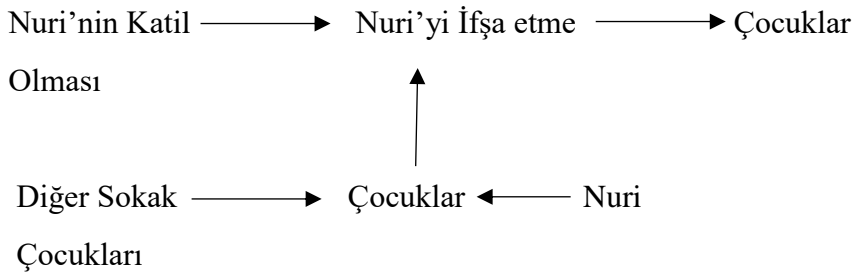 Nuri’nin Katil Nuri’yi İfşa etme Çocuklar
Olması
Diğer Sokak Çocuklar Nuri
Çocukları